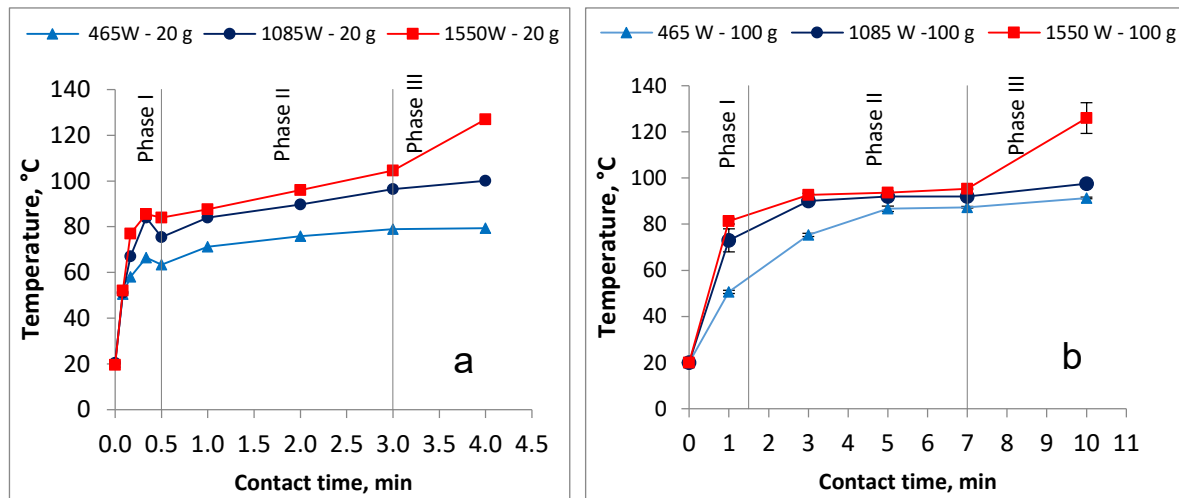 465W - 20 g 1085W - 20 g 1550W - 20 g
140
120
100
80
60
40
20
0
Temperature, °C
Phase I
Phase II
Phase III
a
0.0 0.5 1.0 1.5 2.0 2.5 3.0 3.5 4.0 4.5
Contact time, min
465 W - 100 g 1085 W -100 g 1550 W - 100 g
140
120
100
80
60
40
20
0
Temperature, °C
Phase I
Phase II
Phase III
b
0 1 2 3 4 5 6 7 8 9 10 11
Contact time, min